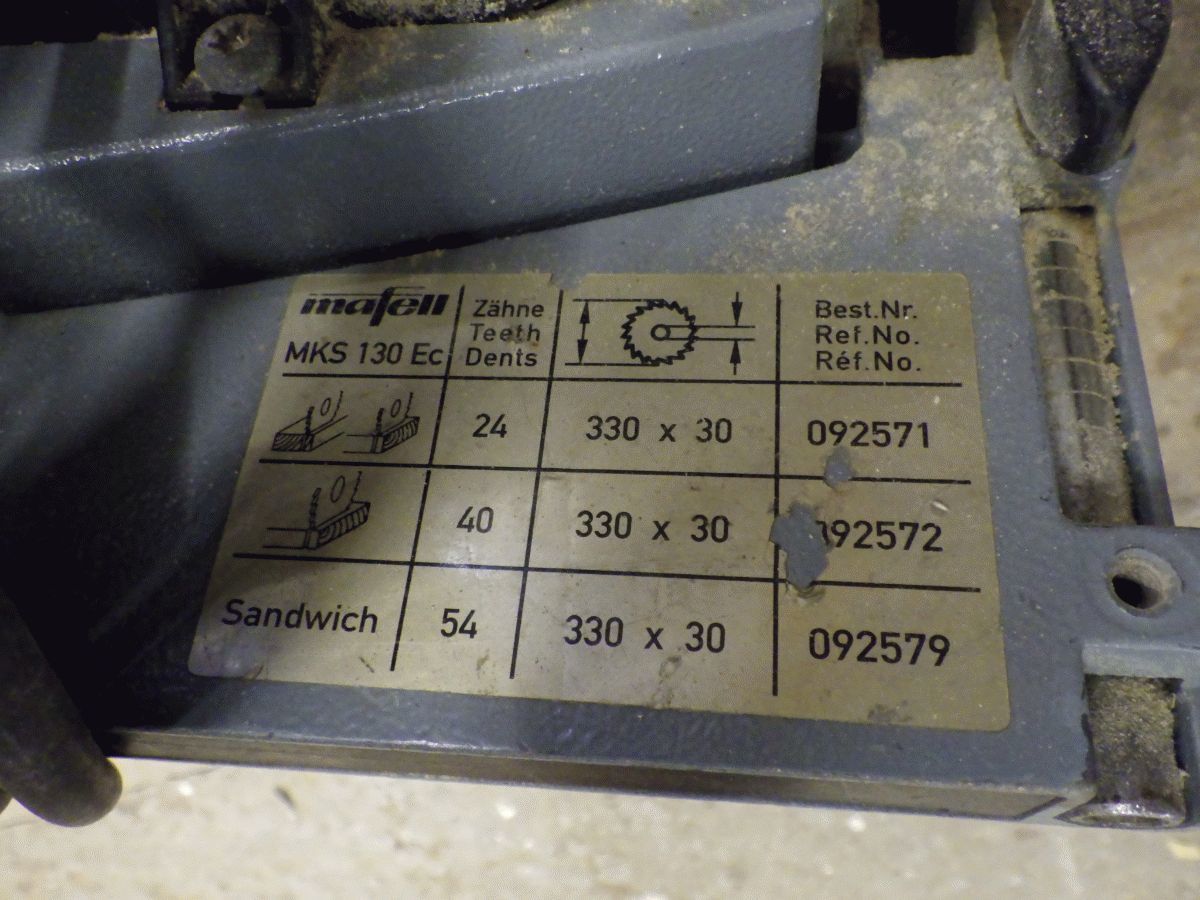 mafell
MKS 130 Ec
Zähne
Teeth
Dents
Best.Nr.
Ref.No.
Réf.No.
24 330 x 30 092571
40 330 x 30 092572
Sandwich 54 330 x 30 092579